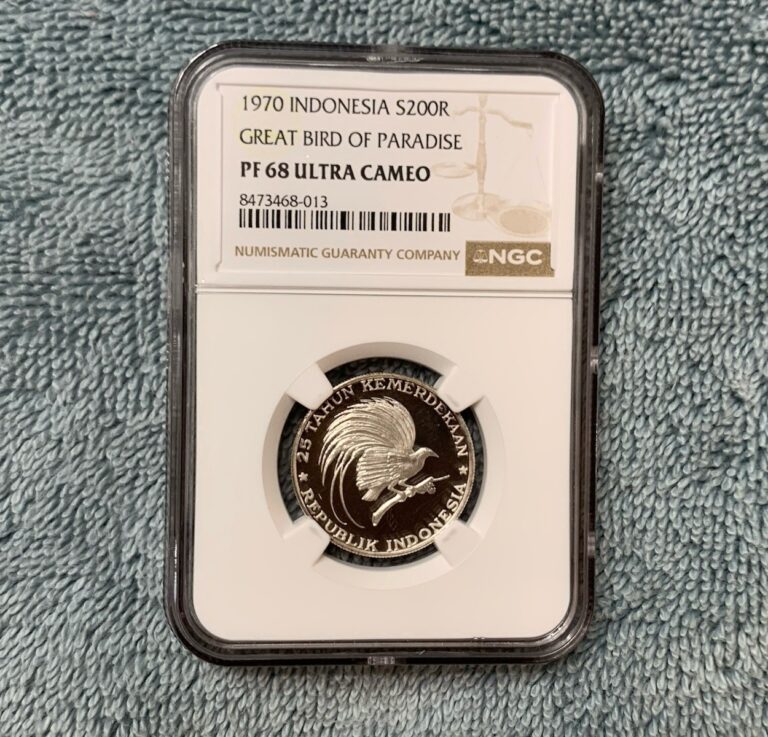 1970 INDONESIA S200R
GREAT BIRD OF PARADISE
PF 68 ULTRA CAMEO
8473468-013
NUMISMATIC GUARANTY COMPANY
NGC
25 TAHUN KEMERDEKAAN
★ REPUBLIK INDONESIA ★